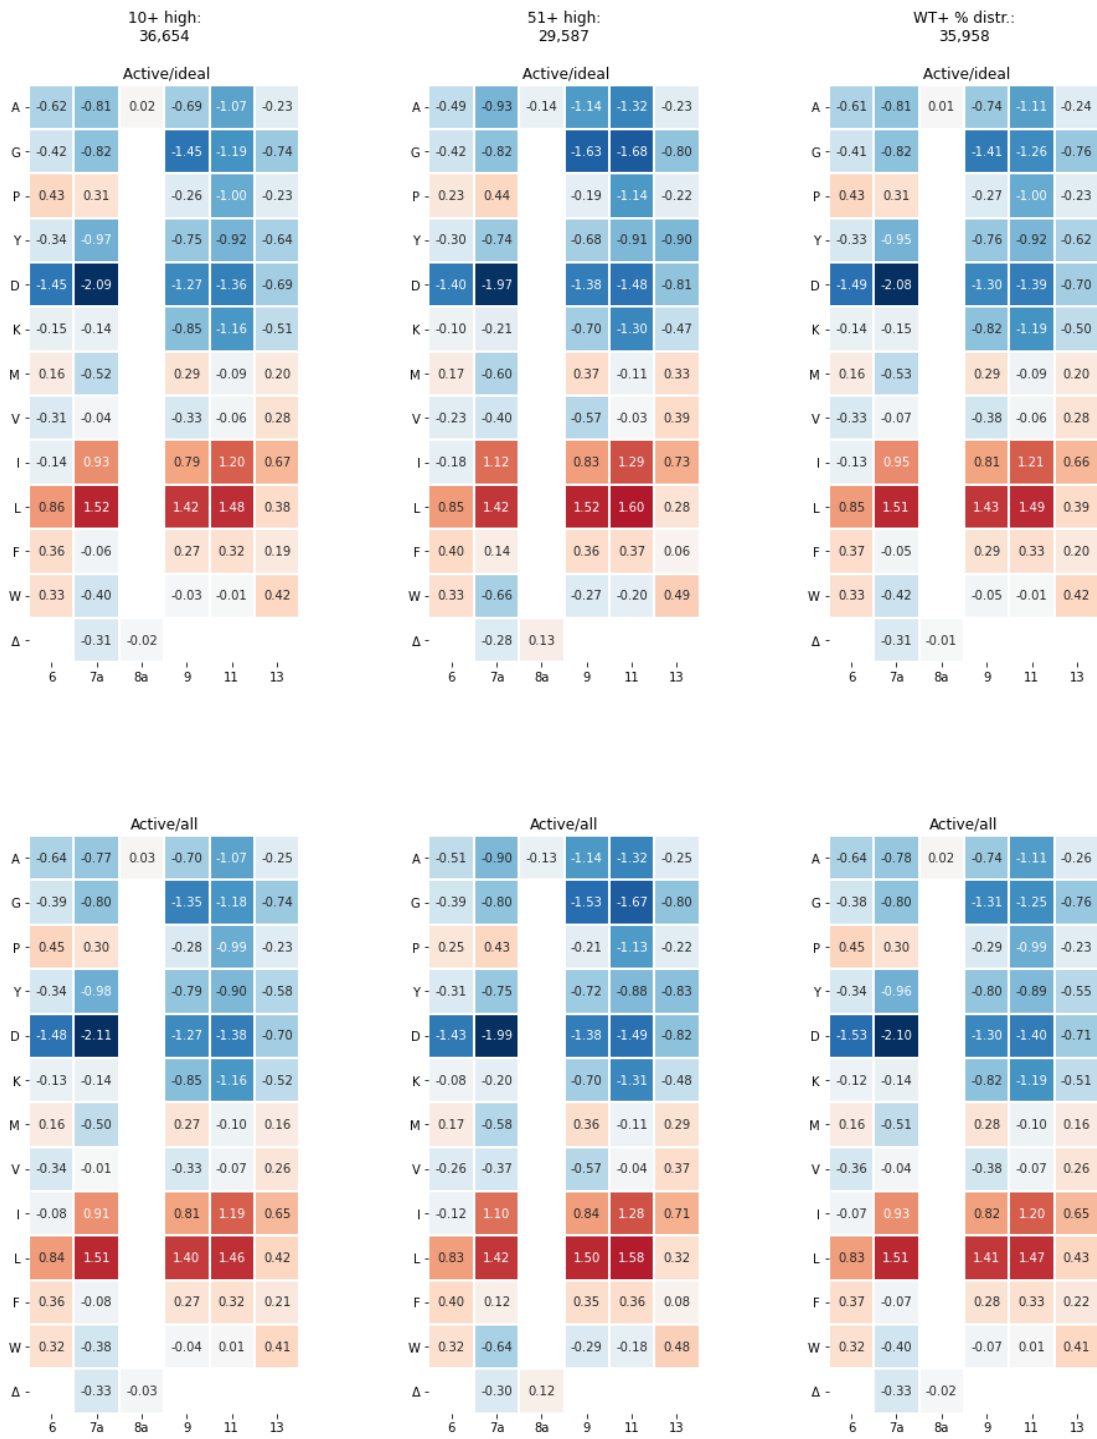 10+ high:
36,654
51+ high:
29,587
WT+ % distr.:
35,958
Active/ideal
Active/ideal
Active/ideal
A -0.62 -0.81 0.02 -0.69 -1.07 -0.23
G -0.42 -0.82 -1.45 -1.19 -0.74
P 0.43 0.31 -0.26 -1.00 -0.23
Y -0.34 -0.97 -0.75 -0.92 -0.64
D -1.45 -2.09 -1.27 -1.36 -0.69
K -0.15 -0.14 -0.85 -1.16 -0.51
M 0.16 -0.52 0.29 -0.09 0.20
V -0.31 -0.04 -0.33 -0.06 0.28
I -0.14 0.93 0.79 1.20 0.67
L 0.86 1.52 1.42 1.48 0.38
F 0.36 -0.06 0.27 0.32 0.19
W 0.33 -0.40 -0.03 -0.01 0.42
Δ -0.31 -0.02
6 7a 8a 9 11 13
A -0.49 -0.93 -0.14 -1.14 -1.32 -0.23
G -0.42 -0.82 -1.63 -1.68 -0.80
P 0.23 0.44 -0.19 -1.14 -0.22
Y -0.30 -0.74 -0.68 -0.91 -0.90
D -1.40 -1.97 -1.38 -1.48 -0.81
K -0.10 -0.21 -0.70 -1.30 -0.47
M 0.17 -0.60 0.37 -0.11 0.33
V -0.23 -0.40 -0.57 -0.03 0.39
I -0.18 1.12 0.83 1.29 0.73
L 0.85 1.42 1.52 1.60 0.28
F 0.40 0.14 0.36 0.37 0.06
W 0.33 -0.66 -0.27 -0.20 0.49
Δ -0.28 0.13
6 7a 8a 9 11 13
A -0.61 -0.81 0.01 -0.74 -1.11 -0.24
G -0.41 -0.82 -1.41 -1.26 -0.76
P 0.43 0.31 -0.27 -1.00 -0.23
Y -0.33 -0.95 -0.76 -0.92 -0.62
D -1.49 -2.08 -1.30 -1.39 -0.70
K -0.14 -0.15 -0.82 -1.19 -0.50
M 0.16 -0.53 0.29 -0.09 0.20
V -0.33 -0.07 -0.38 -0.06 0.28
I -0.13 0.95 0.81 1.21 0.66
L 0.85 1.51 1.43 1.49 0.39
F 0.37 -0.05 0.29 0.33 0.20
W 0.33 -0.42 -0.05 -0.01 0.42
Δ -0.31 -0.01
6 7a 8a 9 11 13
Active/all
Active/all
Active/all
A -0.64 -0.77 0.03 -0.70 -1.07 -0.25
G -0.39 -0.80 -1.35 -1.18 -0.74
P 0.45 0.30 -0.28 -0.99 -0.23
Y -0.34 -0.98 -0.79 -0.90 -0.58
D -1.48 -2.11 -1.27 -1.38 -0.70
K -0.13 -0.14 -0.85 -1.16 -0.52
M 0.16 -0.50 0.27 -0.10 0.16
V -0.34 -0.01 -0.33 -0.07 0.26
I -0.08 0.91 0.81 1.19 0.65
L 0.84 1.51 1.40 1.46 0.42
F 0.36 -0.08 0.27 0.32 0.21
W 0.32 -0.38 -0.04 0.01 0.41
Δ -0.33 -0.03
6 7a 8a 9 11 13
A -0.51 -0.90 -0.13 -1.14 -1.32 -0.25
G -0.39 -0.80 -1.53 -1.67 -0.80
P 0.25 0.43 -0.21 -1.13 -0.22
Y -0.31 -0.75 -0.72 -0.88 -0.83
D -1.43 -1.99 -1.38 -1.49 -0.82
K -0.08 -0.20 -0.70 -1.31 -0.48
M 0.17 -0.58 0.36 -0.11 0.29
V -0.26 -0.37 -0.57 -0.04 0.37
I -0.12 1.10 0.84 1.28 0.71
L 0.83 1.42 1.50 1.58 0.32
F 0.40 0.12 0.35 0.36 0.08
W 0.32 -0.64 -0.29 -0.18 0.48
Δ -0.30 0.12
6 7a 8a 9 11 13
A -0.64 -0.78 0.02 -0.74 -1.11 -0.26
G -0.38 -0.80 -1.31 -1.25 -0.76
P 0.45 0.30 -0.29 -0.99 -0.23
Y -0.34 -0.96 -0.80 -0.89 -0.55
D -1.53 -2.10 -1.30 -1.40 -0.71
K -0.12 -0.14 -0.82 -1.19 -0.51
M 0.16 -0.51 0.28 -0.10 0.16
V -0.36 -0.04 -0.38 -0.07 0.26
I -0.07 0.93 0.82 1.20 0.65
L 0.83 1.51 1.41 1.47 0.43
F 0.37 -0.07 0.28 0.33 0.22
W 0.32 -0.40 -0.07 0.01 0.41
Δ -0.33 -0.02
6 7a 8a 9 11 13